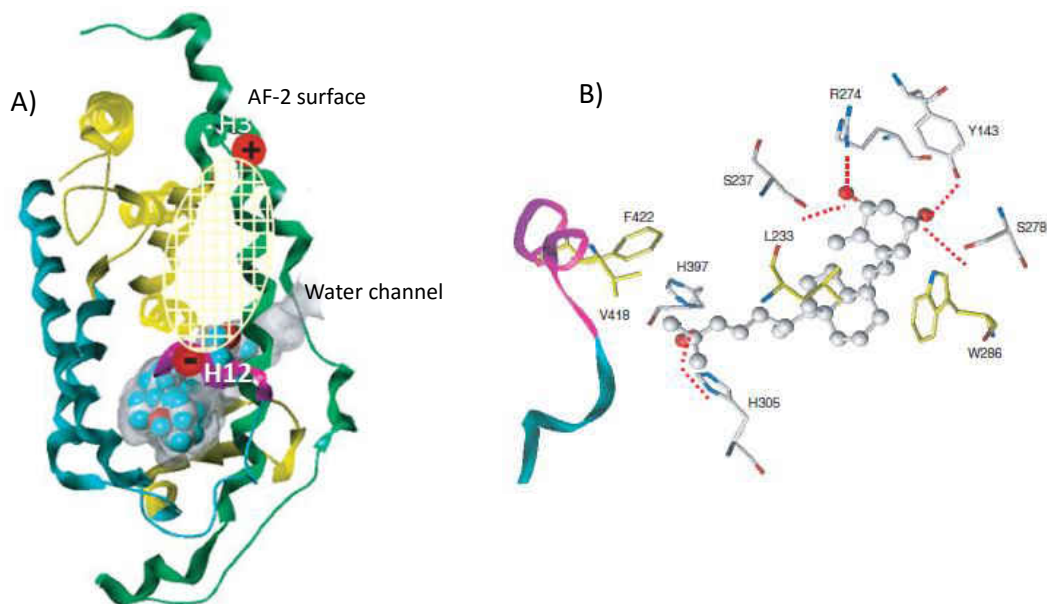 A)
AF-2 surface
H3
+
Water channel
-
H12
B)
R274
Y143
S237
S278
F422
L233
H397
V418
W286
H305